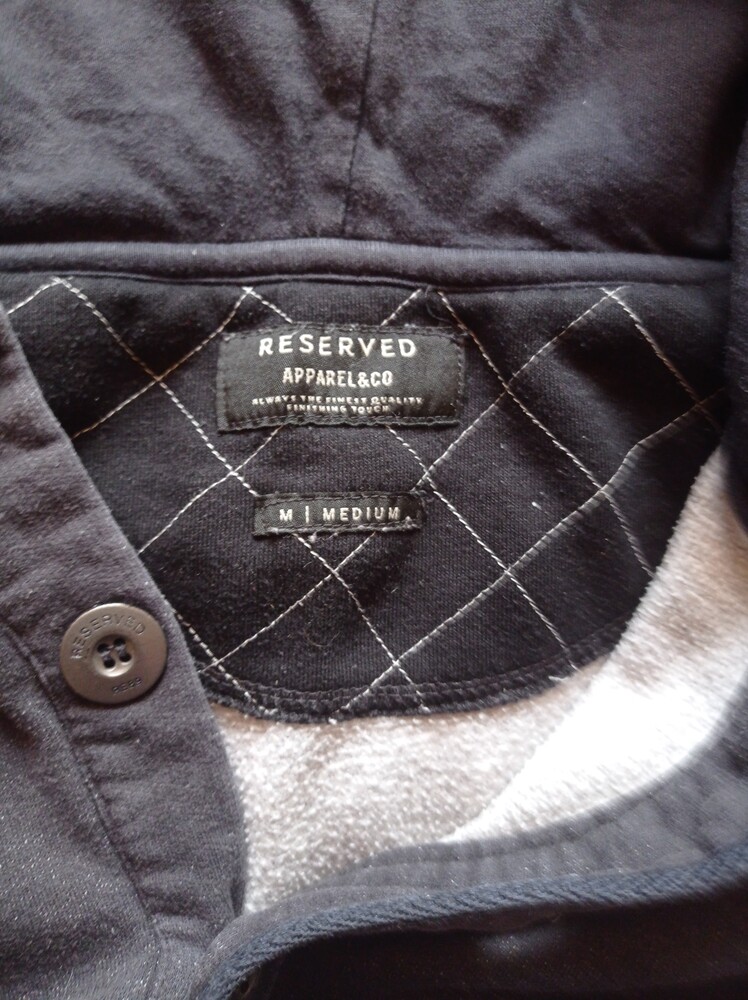 RESERVED
APPAREL&CO
ALWAYS THE FINEST QUALITY
FINISHING TOUCH
M | MEDIUM
RESERVED